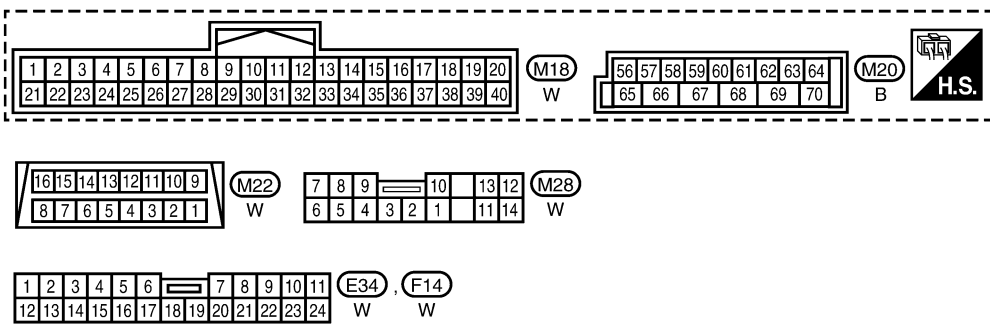 1 2 3 4 5 6 7 8 9 10 11 12 13 14 15 16 17 18 19 20
21 22 23 24 25 26 27 28 29 30 31 32 33 34 35 36 37 38 39 40
M18
W
56 57 58 59 60 61 62 63 64
65 66 67 68 69 70
M20
B
H.S.
16 15 14 13 12 11 10 9
8 7 6 5 4 3 2 1
M22
W
7 8 9 10 13 12
6 5 4 3 2 1 11 14
M28
W
1 2 3 4 5 6 7 8 9 10 11
12 13 14 15 16 17 18 19 20 21 22 23 24
E34 , F14
W W